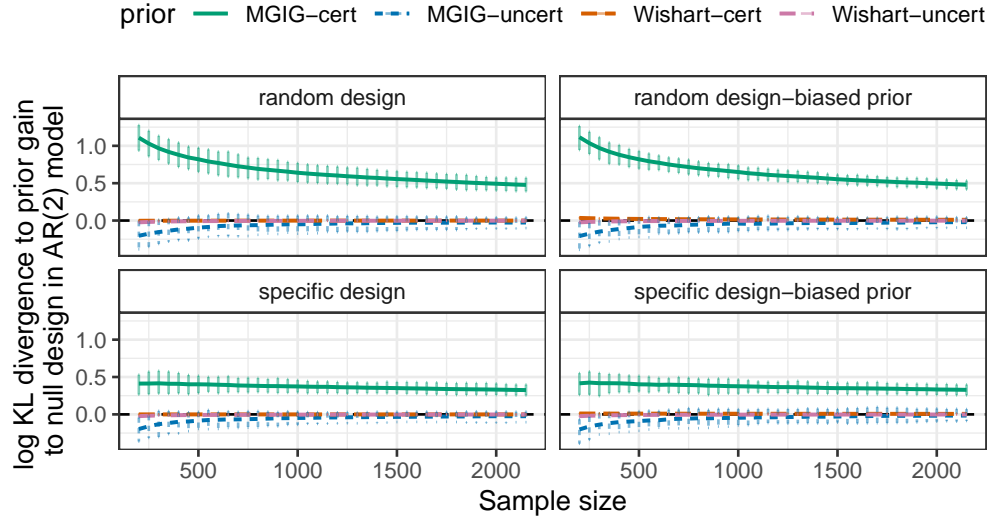 prior MGIG−cert MGIG−uncert Wishart−cert Wishart−uncert
random design
random design−biased prior
1.0
0.5
0.0
specific design
specific design−biased prior
1.0
0.5
0.0
500 1000 1500 2000
500 1000 1500 2000
Sample size
log KL divergence to prior gain
to null design in AR(2) model